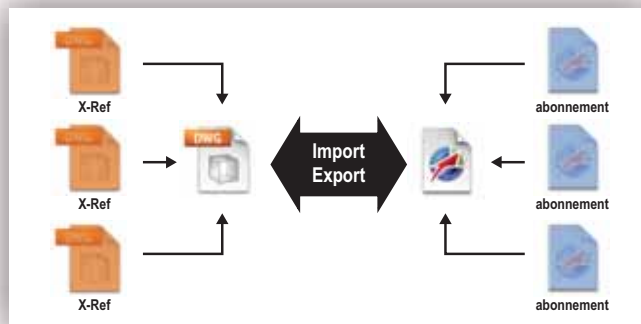 DWG
X-Ref
abonnement
DWG
X-Ref
DWG
Import
Export
abonnement
DWG
X-Ref
abonnement